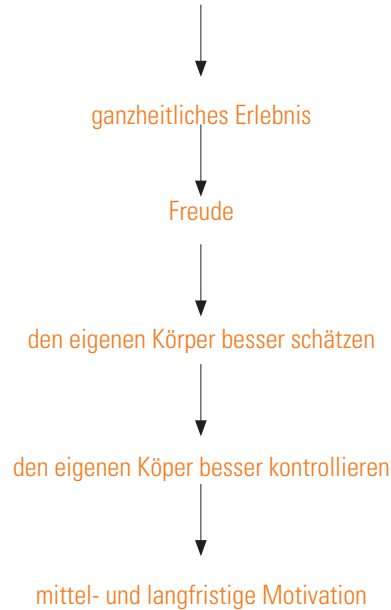 ganzheitliches Erlebnis
Freude
den eigenen Körper besser schätzen
den eigenen Köper besser kontrollieren
mittel- und langfristige Motivation